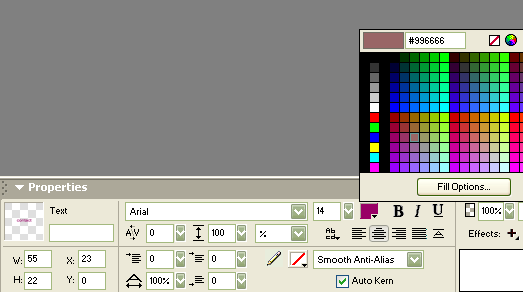 #996666
Fill Options...
Properties
Text
Arial
14
B I U
100%
A|V 0
100
%
Effects:
W: 55 X: 23
0
0
Smooth Anti-Alias
H: 22 Y: 0
100%
0
Auto Kern